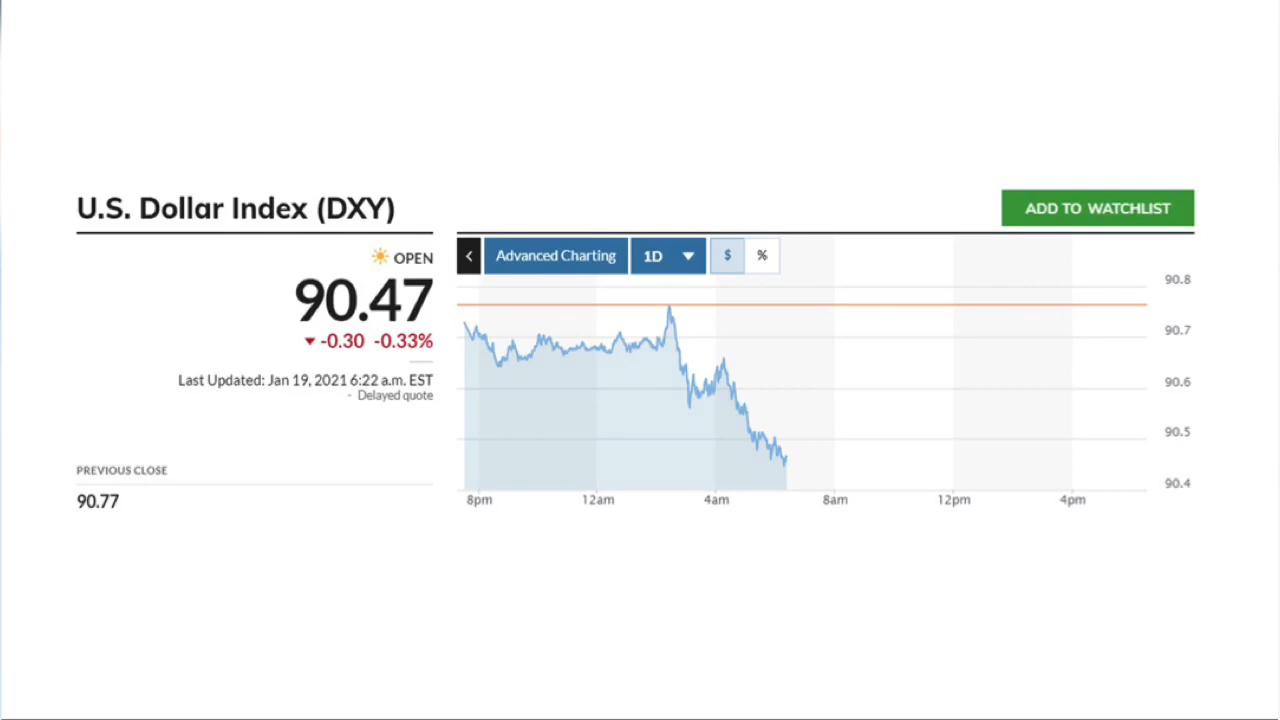 U.S. Dollar Index (DXY)
ADD TO WATCHLIST
OPEN
90.47
-0.30 -0.33%
Last Updated: Jan 19, 2021 6:22 a.m. EST
- Delayed quote
PREVIOUS CLOSE
90.77
< Advanced Charting 1D $ %
90.8
90.7
90.6
90.5
90.4
8pm 12am 4am 8am 12pm 4pm